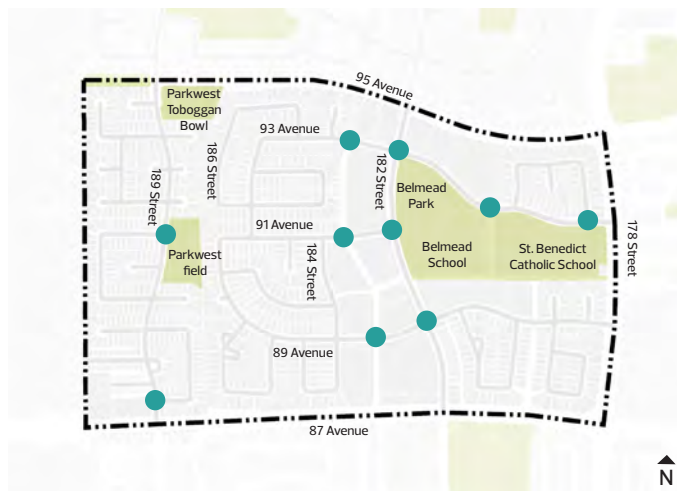 95 Avenue
Parkwest
Toboggan
Bowl
93 Avenue
186 Street
182 Street
189 Street
Belmead
Park
91 Avenue
178 Street
184 Street
Belmead
School
St. Benedict
Catholic School
Parkwest
field
89 Avenue
87 Avenue
N